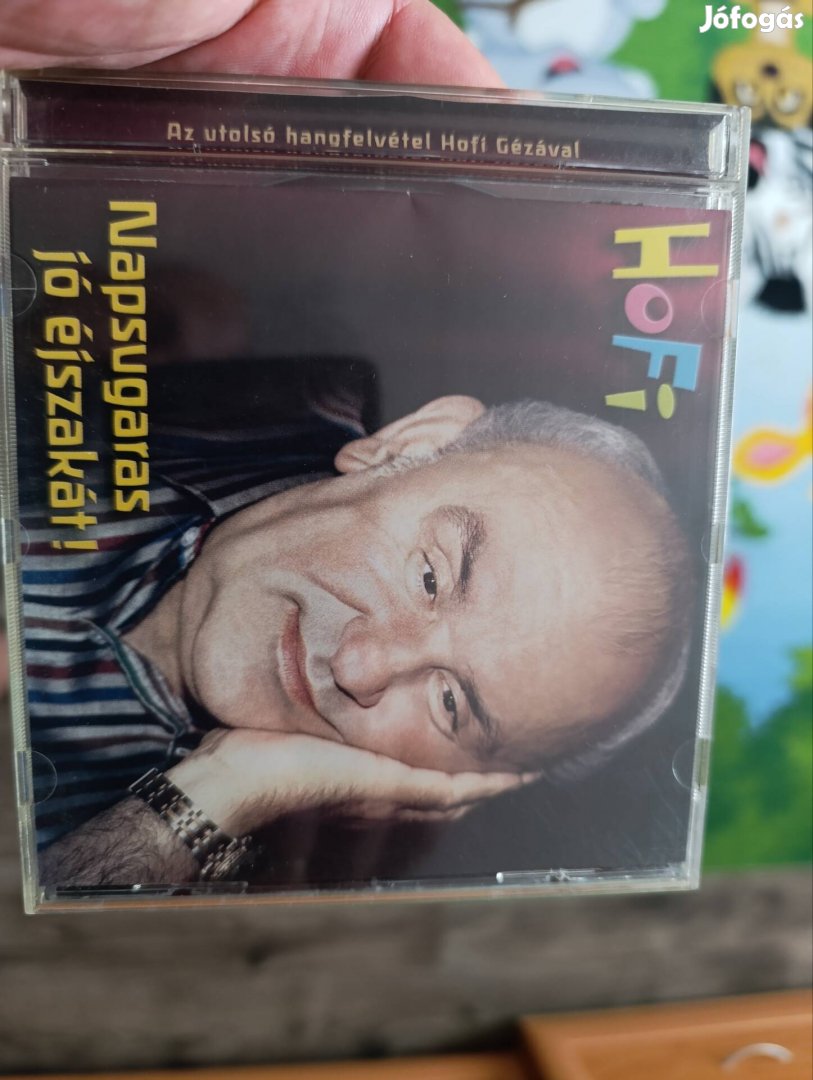 Jófogás
Az utolsó hangfelvétel Hofi Gézával
HOFi
Napsugaras
jó éjszakát!